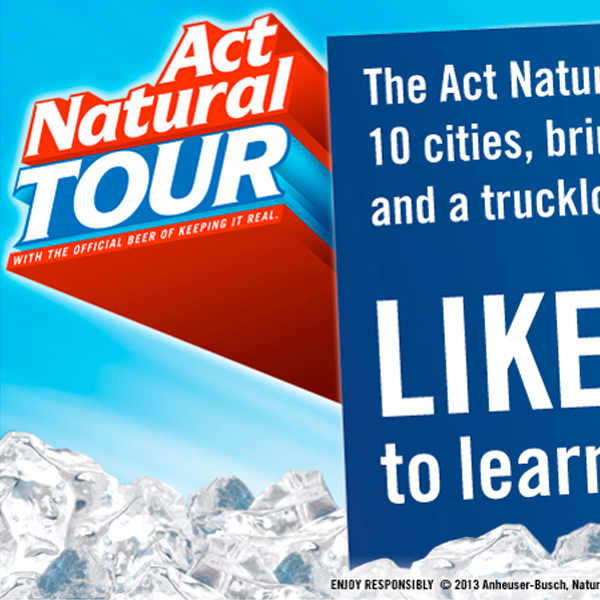 Act
Natural
TOUR
WITH THE OFFICIAL BEER OF KEEPING IT REAL.
The Act Natur
10 cities, bri
and a trucklo
LIKE
to learn
ENJOY RESPONSIBLY © 2013 Anheuser-Busch, Natur